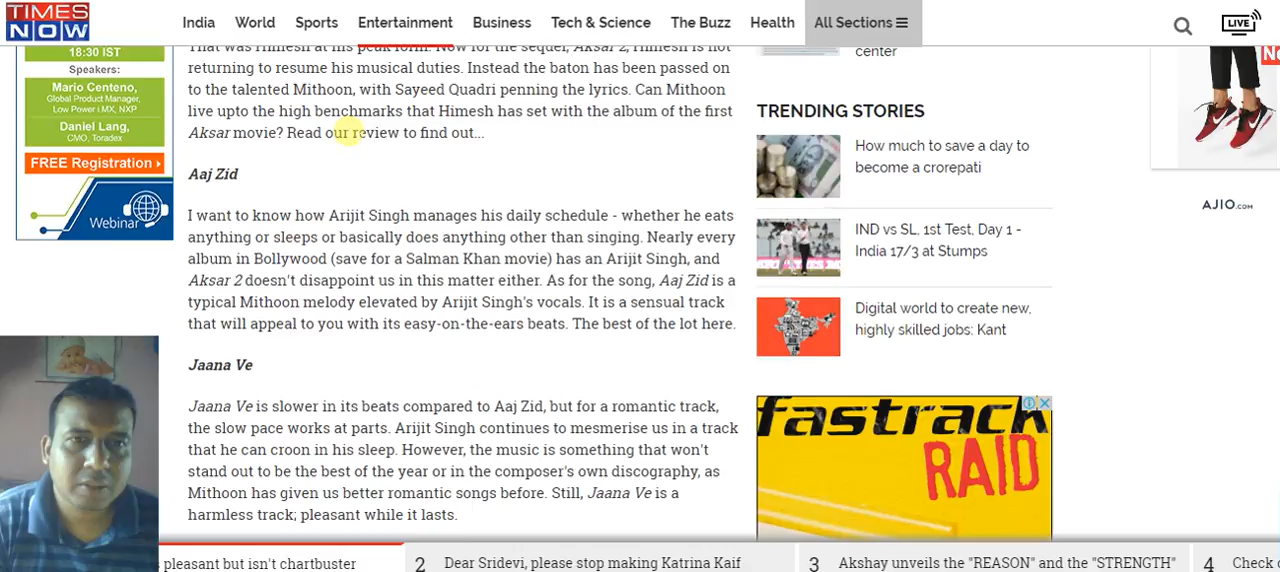 TIMES
NOW
India World Sports Entertainment Business Tech & Science The Buzz Health All Sections
LIVE
18:30 IST
Speakers:
Mario Centeno,
Global Product Manager,
Low Power i.MX, NXP
Daniel Lang,
CMO, Toradex
FREE Registration ›
Webinar
That was Himesh at his peak form. Now for the sequel, Aksar 2, Himesh is not
returning to resume his musical duties. Instead the baton has been passed on
to the talented Mithoon, with Sayeed Quadri penning the lyrics. Can Mithoon
live upto the high benchmarks that Himesh has set with the album of the first
Aksar movie? Read our review to find out...
Aaj Zid
I want to know how Arijit Singh manages his daily schedule - whether he eats
anything or sleeps or basically does anything other than singing. Nearly every
album in Bollywood (save for a Salman Khan movie) has an Arijit Singh, and
Aksar 2 doesn't disappoint us in this matter either. As for the song, Aaj Zid is a
typical Mithoon melody elevated by Arijit Singh's vocals. It is a sensual track
that will appeal to you with its easy-on-the-ears beats. The best of the lot here.
Jaana Ve
Jaana Ve is slower in its beats compared to Aaj Zid, but for a romantic track,
the slow pace works it parts. Arijit Singh continues to mesmerise us in a track
that he can croon in his sleep. However, the music is something that won't
stand out to be the best of the year or in the composer's own discography, as
Mithoon has given us better romantic songs before. Still, Jaana Ve is a
harmless track; pleasant while it lasts.
center
TRENDING STORIES
How much to save a day to
become a crorepati
IND vs SL, 1st Test, Day 1 -
India 17/3 at Stumps
Digital world to create new,
highly skilled jobs: Kant
fastrack
RAID
AJIO.COM
pleasant but isn't chartbuster
2 Dear Sridevi, please stop making Katrina Kaif
3 Akshay unveils the "REASON" and the "STRENGTH"
4 Check